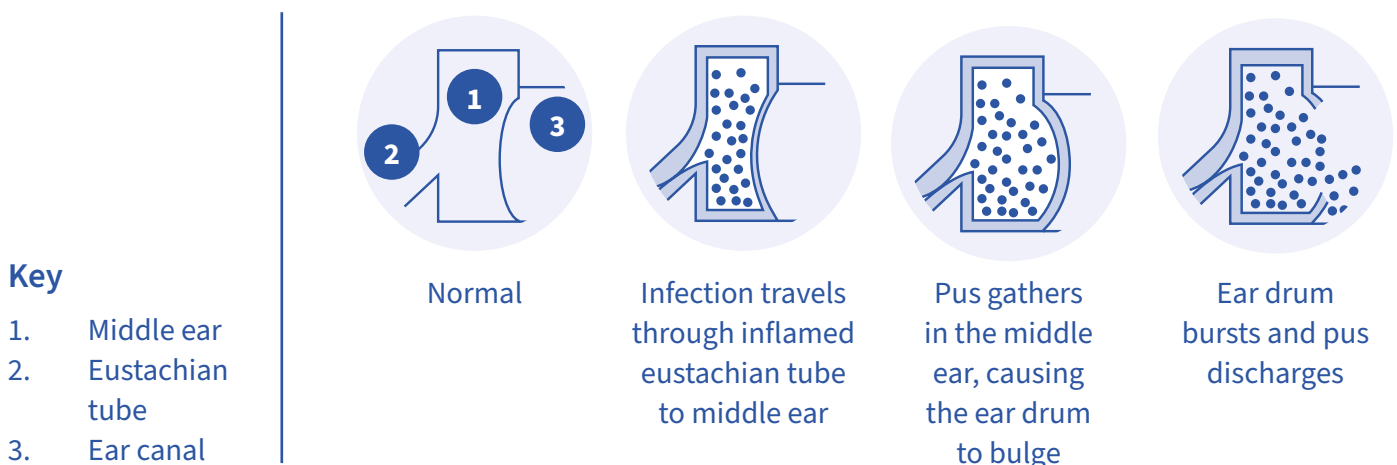 1
2
3
Key
1. Middle ear
2. Eustachian
tube
3. Ear canal
Normal
Infection travels
through inflamed
eustachian tube
to middle ear
Pus gathers
in the middle
ear, causing
the ear drum
to bulge
Ear drum
bursts and pus
discharges